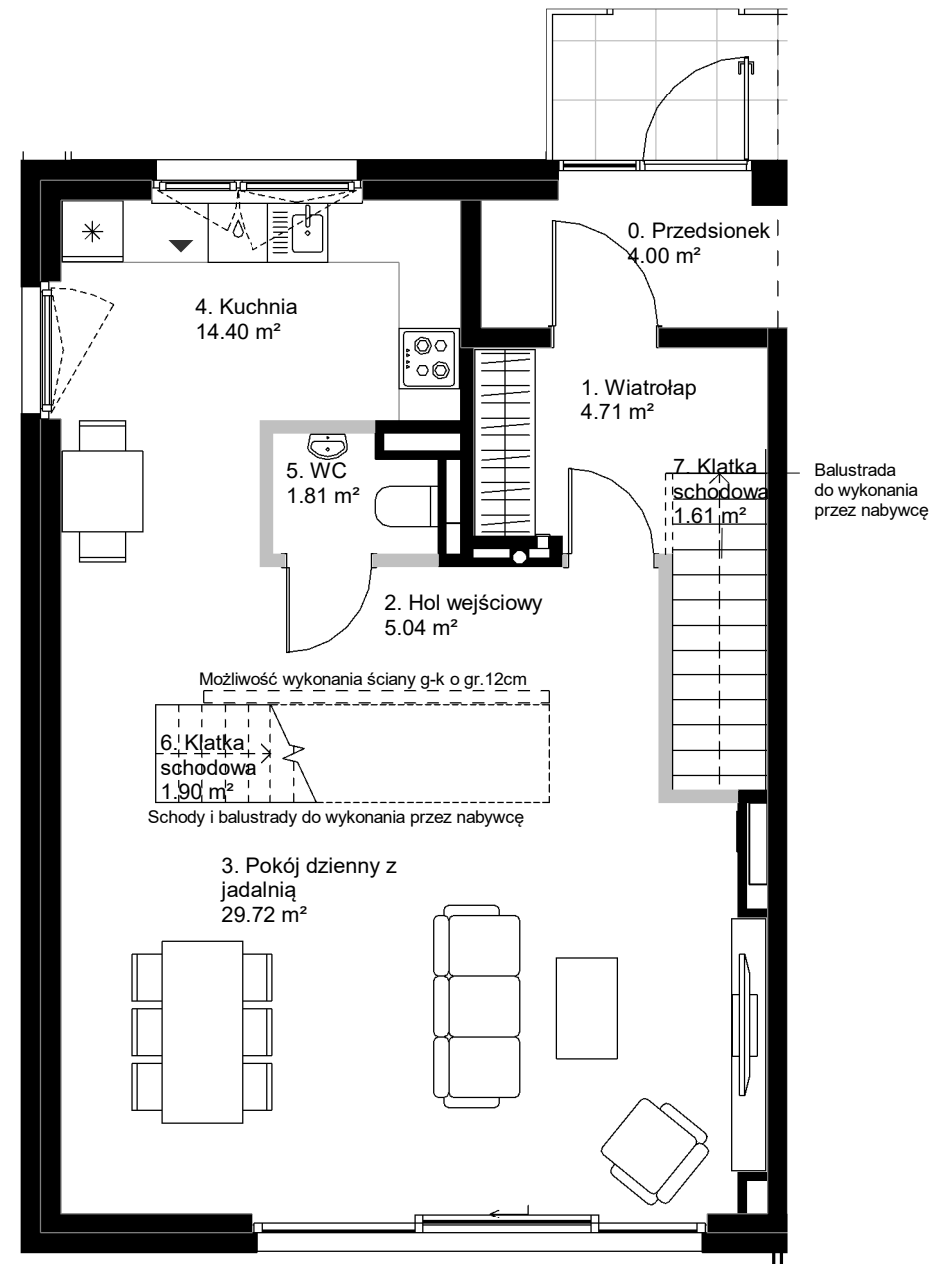 0. Przedsionek
4.00 m²
4. Kuchnia
14.40 m²
1. Wiatrołap
4.71 m²
5. WC
1.81 m²
7. Klatka
schodowa
1.61 m²
Balustrada
do wykonania
przez nabywcę
2. Hol wejściowy
5.04 m²
Możliwość wykonania ściany g-k o gr.12cm
6. Klatka
schodowa
1.90 m²
Schody i balustrady do wykonania przez nabywcę
3. Pokój dzienny z
jadalnią
29.72 m²